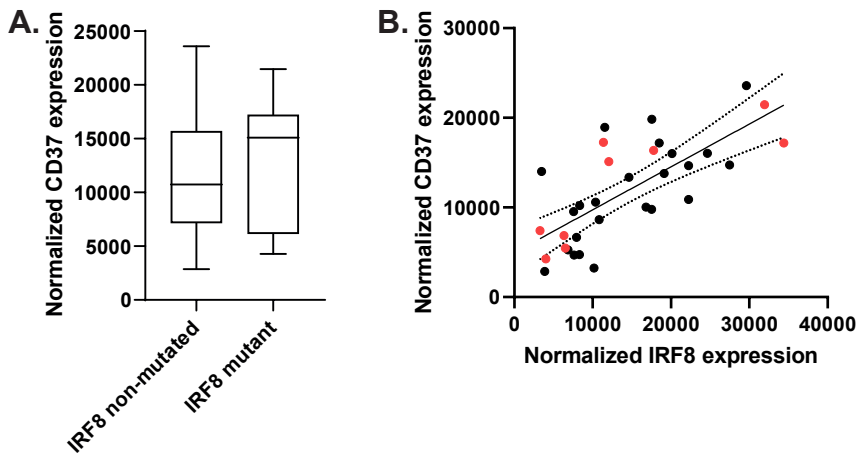 A.
Normalized CD37 expression
25000
20000
15000
10000
5000
0
IRF8 non-mutated
IRF8 mutant
B.
Normalized CD37 expression
30000
20000
10000
0
0 10000 20000 30000 40000
Normalized IRF8 expression